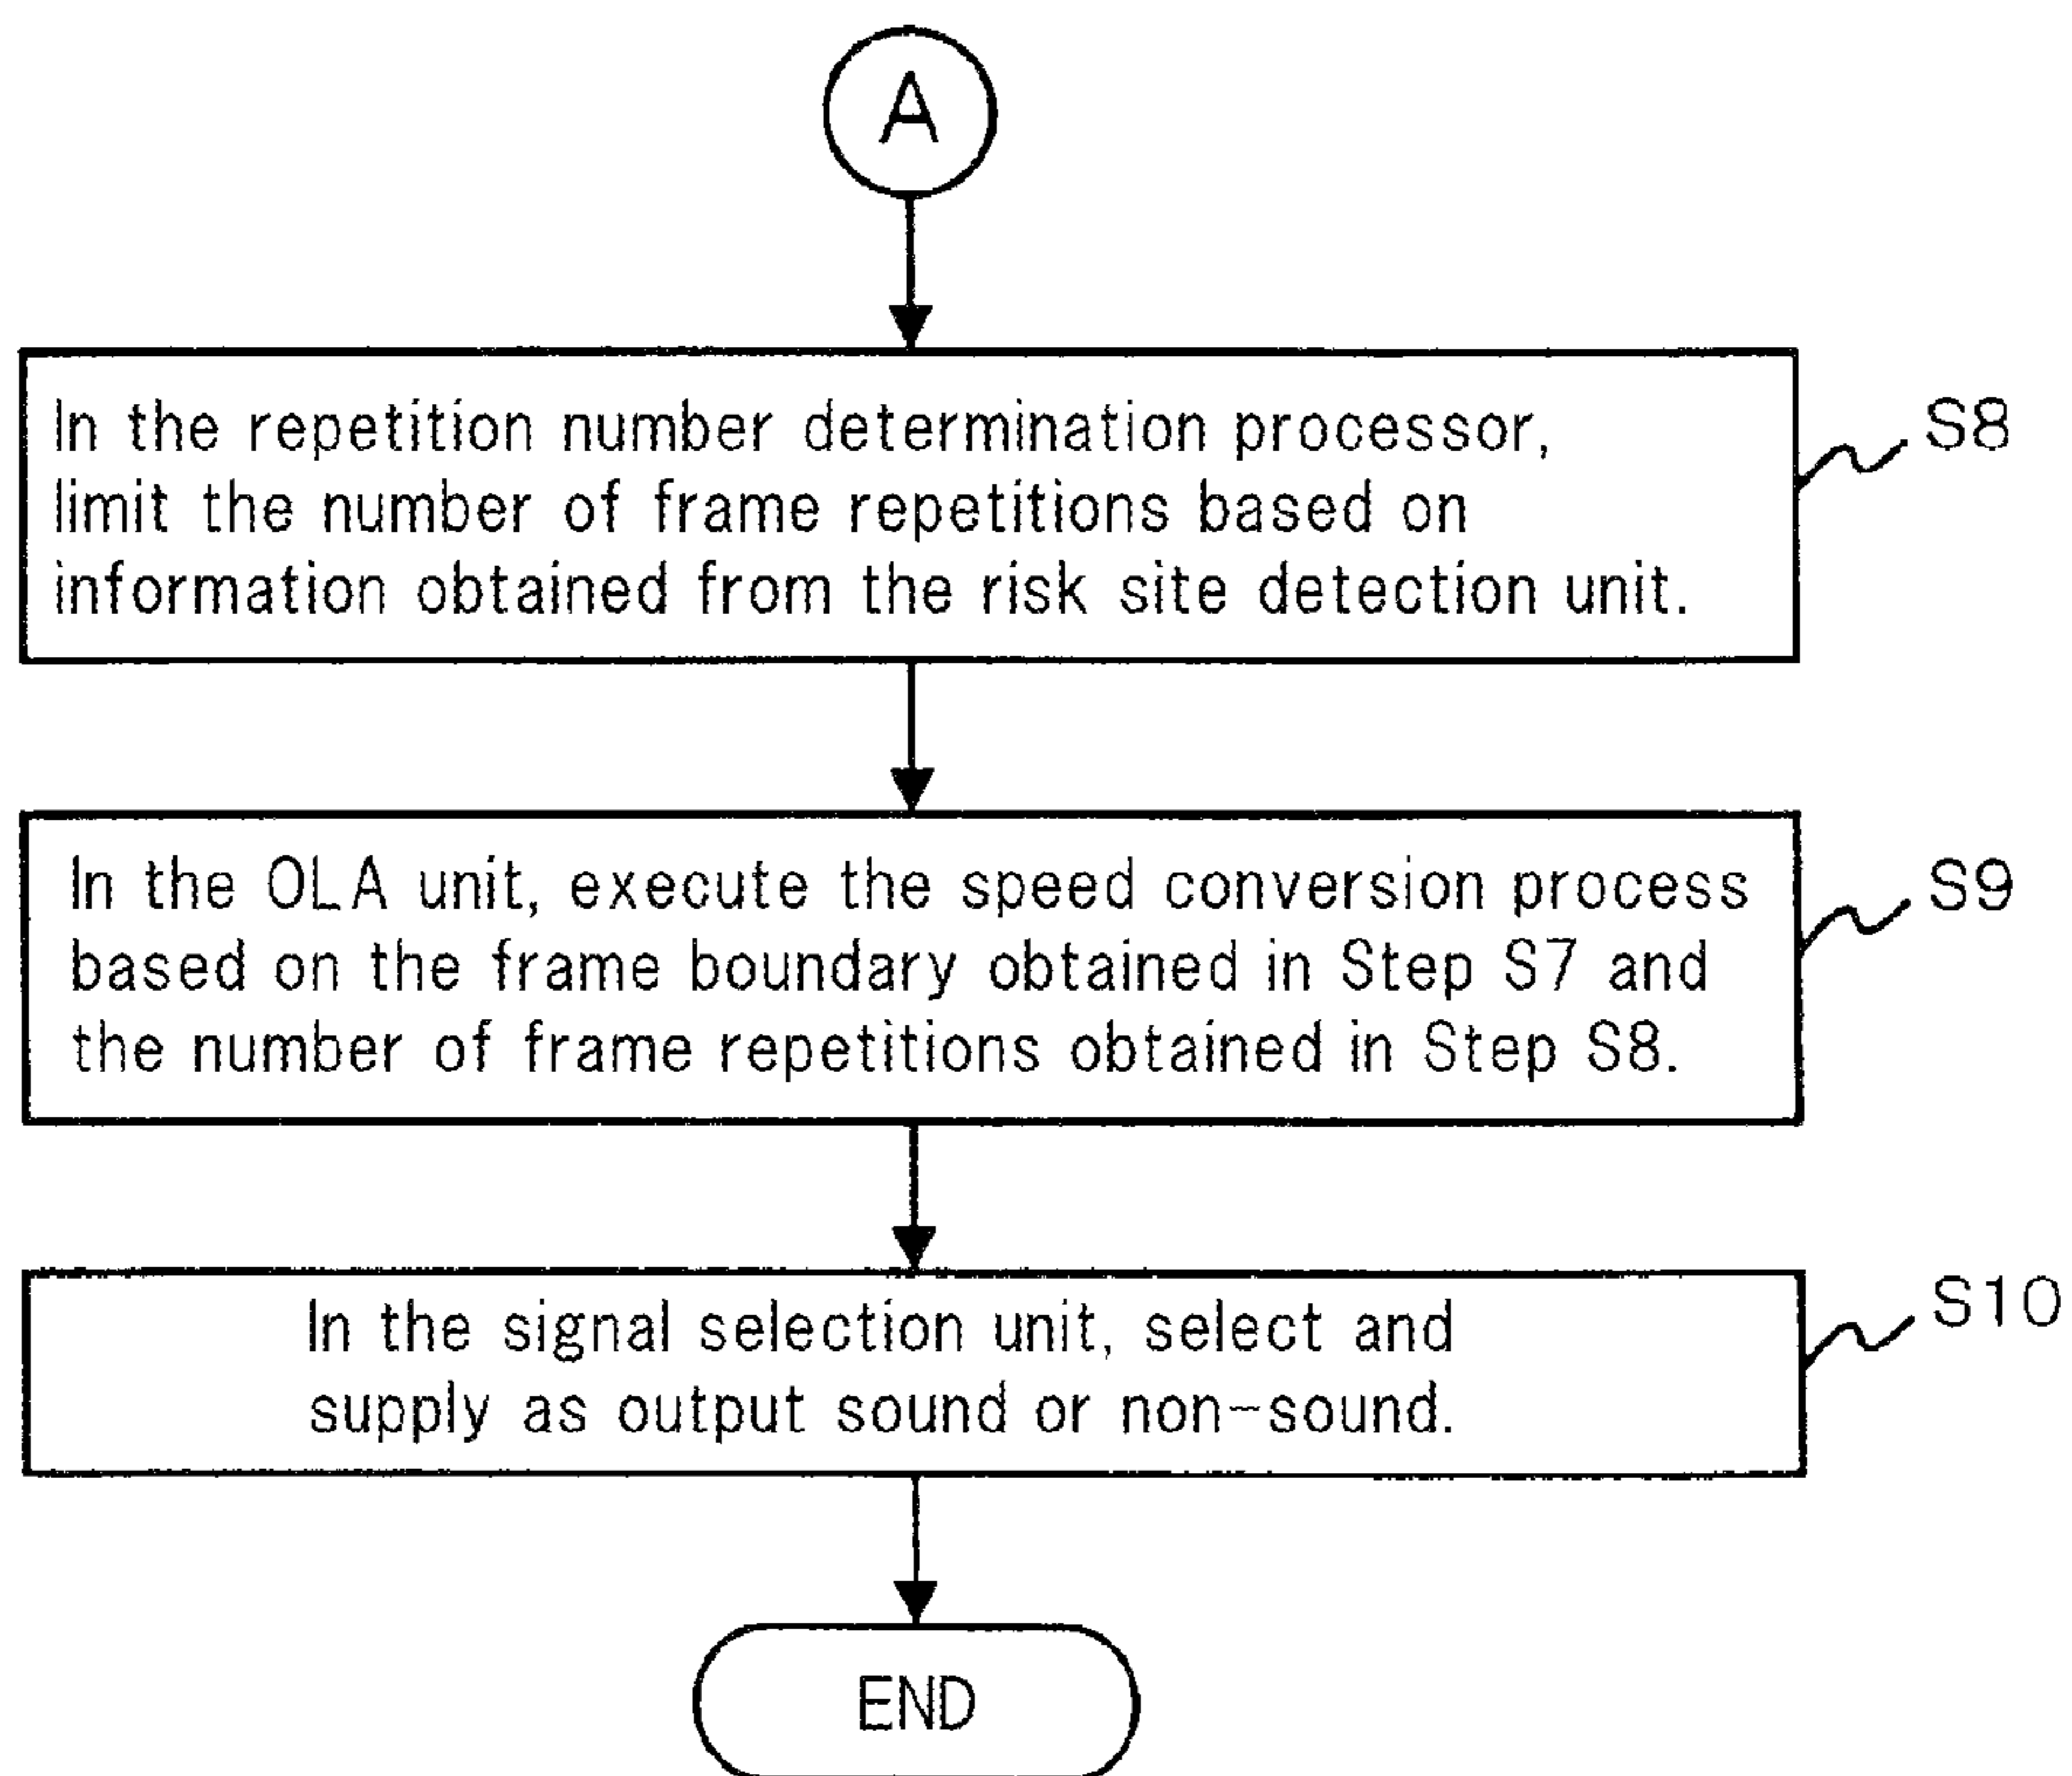 A
In the repetition number determination processor,
limit the number of frame repetitions based on
information obtained from the risk site detection unit.
S8
In the OLA unit, execute the speed conversion process
based on the frame boundary obtained in Step S7 and
the number of frame repetitions obtained in Step S8.
S9
In the signal selection unit, select and
supply as output sound or non-sound.
S10
END